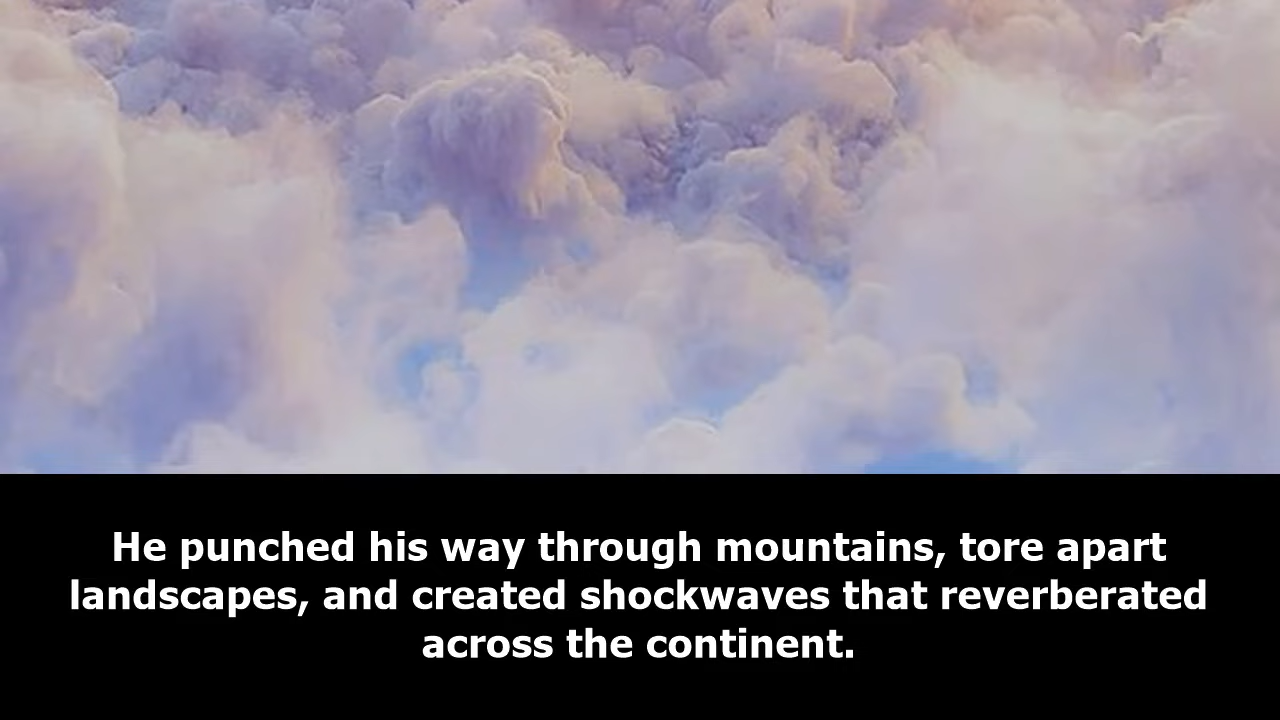 He punched his way through mountains, tore apart
landscapes, and created shockwaves that reverberated
across the continent.